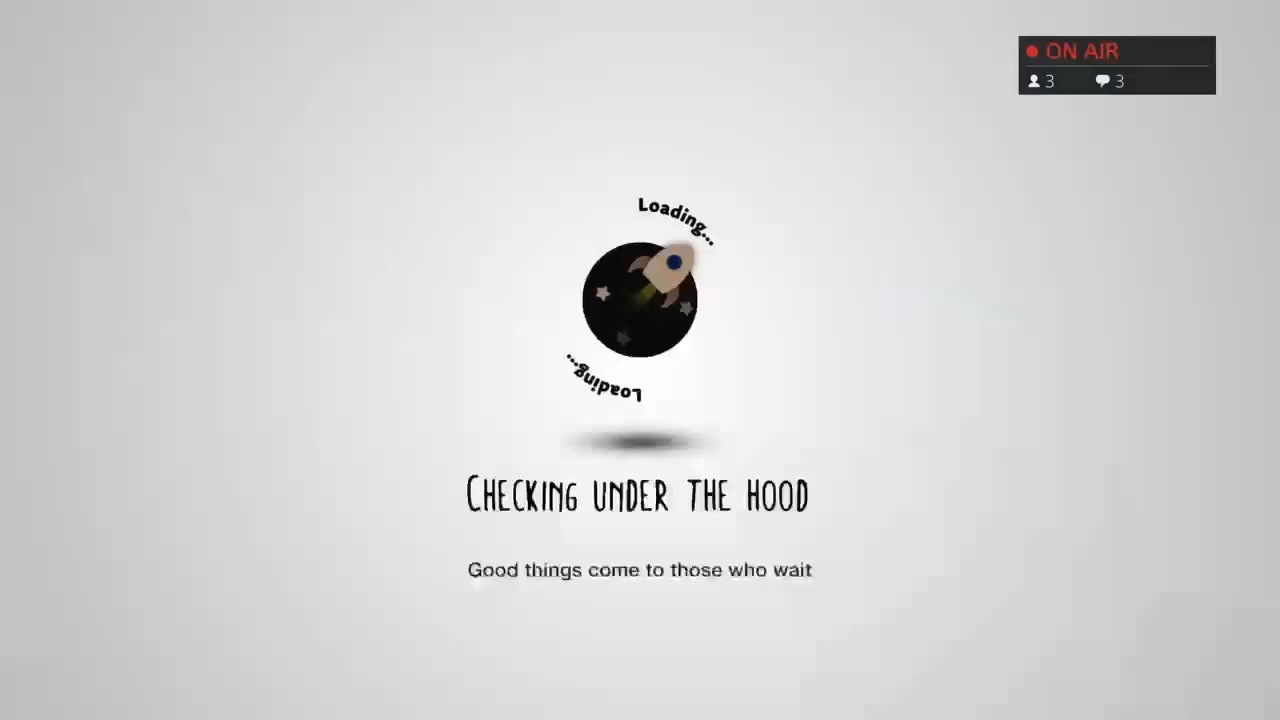 ON AIR
3 3
Loading...
Loading...
CHECKING UNDER THE HOOD
Good things come to those who wait